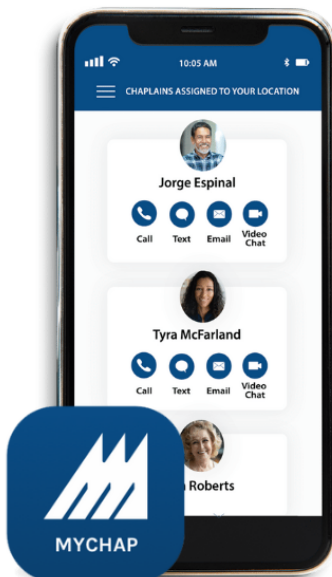 10:05 AM
CHAPLAINS ASSIGNED TO YOUR LOCATION
Jorge Espinal
Call Text Email Video Chat
Tyra McFarland
Call Text Email Video Chat
Roberts
MYCHAP